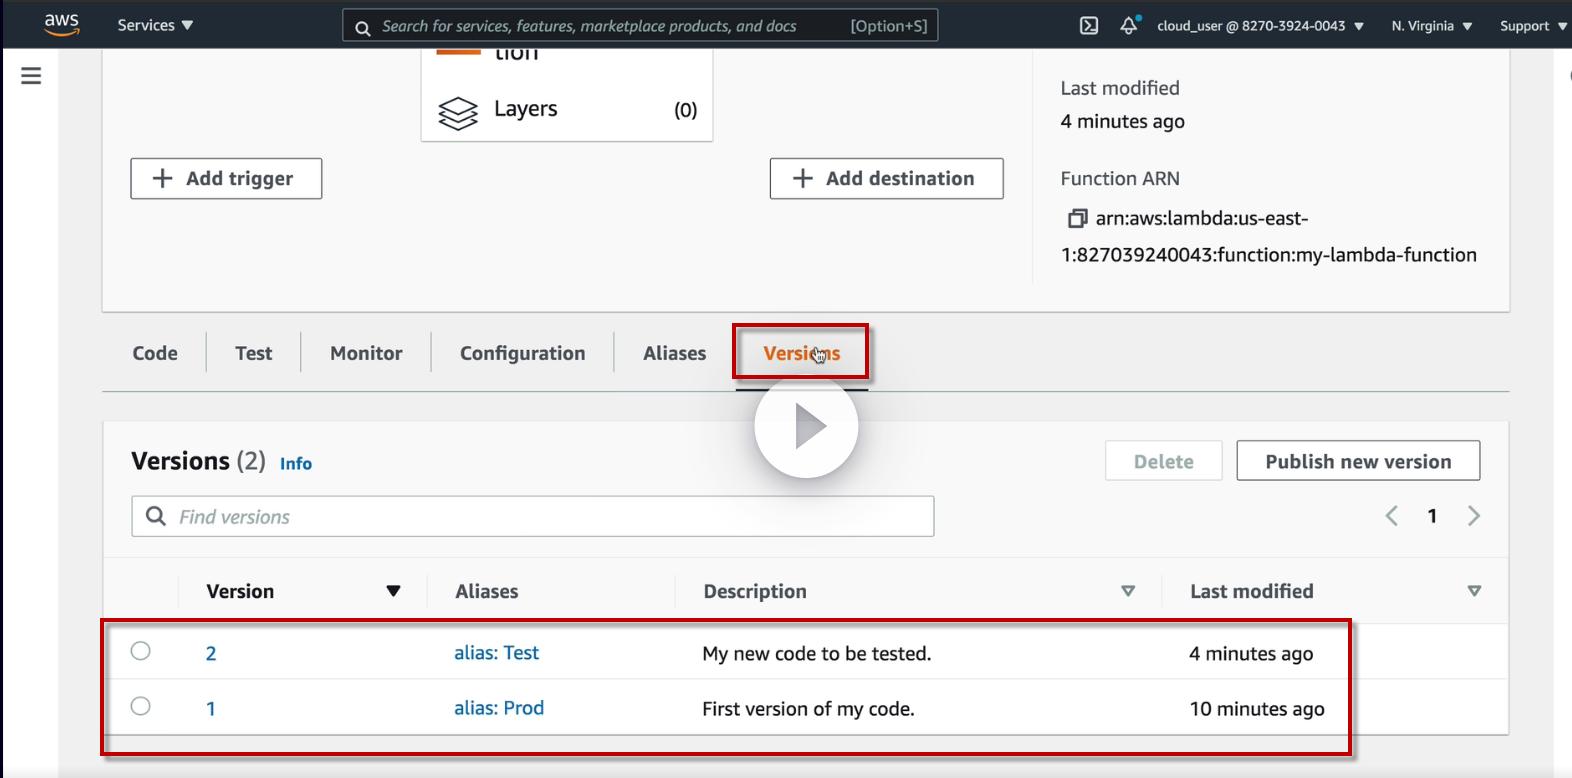 aws
Services ▼
Search for services, features, marketplace products, and docs [Option+S]
cloud_user @ 8270-3924-0043 ▼
N. Virginia ▼
Support ▼
Layers (0)
Last modified
4 minutes ago
+ Add trigger
+ Add destination
Function ARN
arn:aws:lambda:us-east-
1:827039240043:function:my-lambda-function
Code
Test
Monitor
Configuration
Aliases
Versions
Versions (2) Info
Delete
Publish new version
Find versions
< 1 >
Version ▼ Aliases Description ▽ Last modified ▽
2 alias: Test My new code to be tested. 4 minutes ago
1 alias: Prod First version of my code. 10 minutes ago